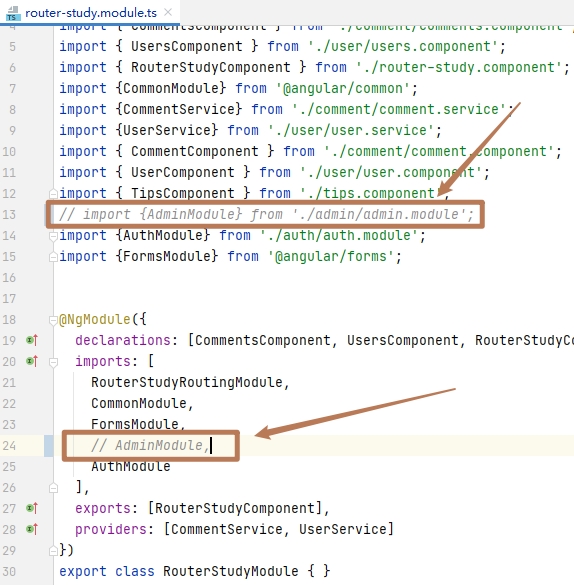 router-study.module.ts
4 import { CommentsComponent } from './comment/comments.component';
5 import { UsersComponent } from './user/users.component';
6 import { RouterStudyComponent } from './router-study.component';
7 import {CommonModule} from '@angular/common';
8 import {CommentService} from './comment/comment.service';
9 import {UserService} from './user/user.service';
10 import { CommentComponent } from './comment/comment.component';
11 import { UserComponent } from './user/user.component';
12 import { TipsComponent } from './tips.component';
13 // import {AdminModule} from './admin/admin.module';
14 import {AuthModule} from './auth/auth.module';
15 import {FormsModule} from '@angular/forms';
16
17
18 @NgModule({
19 declarations: [CommentsComponent, UsersComponent, RouterStudyCo
20 imports: [
21 RouterStudyRoutingModule,
22 CommonModule,
23 FormsModule,
24 // AdminModule,
25 AuthModule
26 ],
27 exports: [RouterStudyComponent],
28 providers: [CommentService, UserService]
29 })
30 export class RouterStudyModule { }